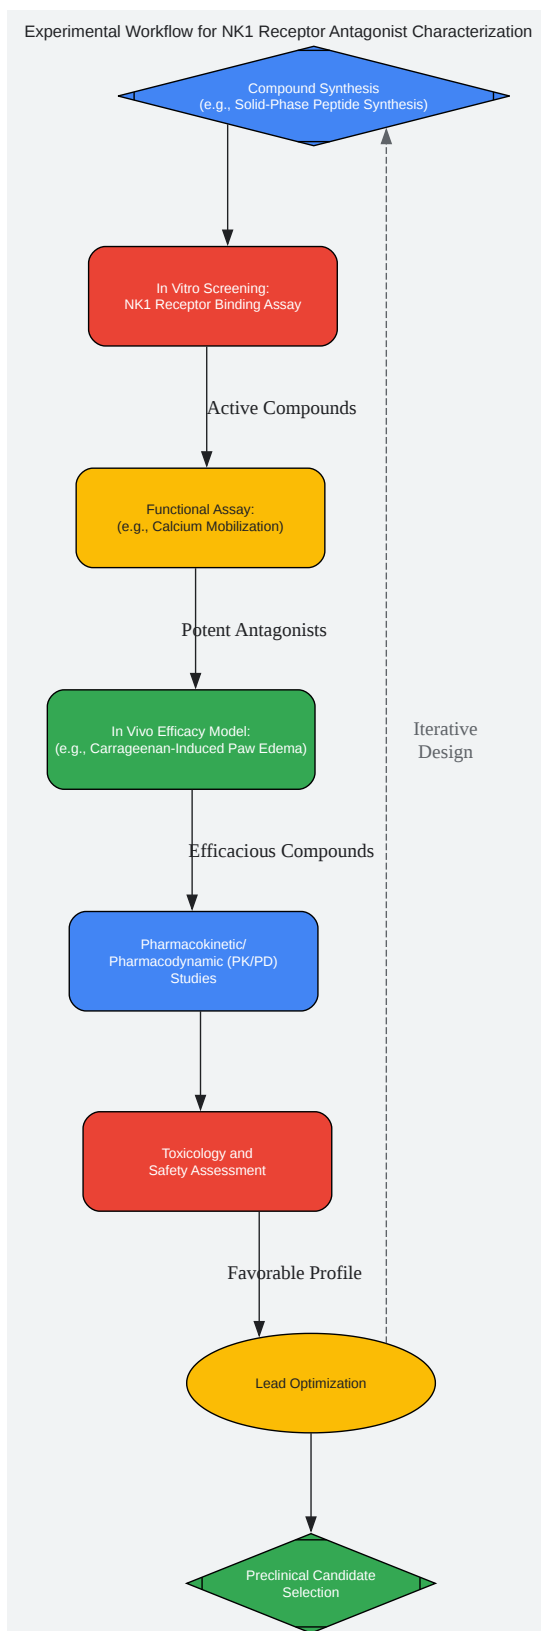 Experimental Workflow for NK1 Receptor Antagonist Characterization
Compound Synthesis
(e.g., Solid-Phase Peptide Synthesis)
In Vitro Screening:
NK1 Receptor Binding Assay
Active Compounds
Functional Assay:
(e.g., Calcium Mobilization)
Potent Antagonists
In Vivo Efficacy Model:
(e.g., Carrageenan-Induced Paw Edema)
Iterative
Design
Efficacious Compounds
Pharmacokinetic/
Pharmacodynamic (PK/PD)
Studies
Toxicology and
Safety Assessment
Favorable Profile
Lead Optimization
Preclinical Candidate
Selection